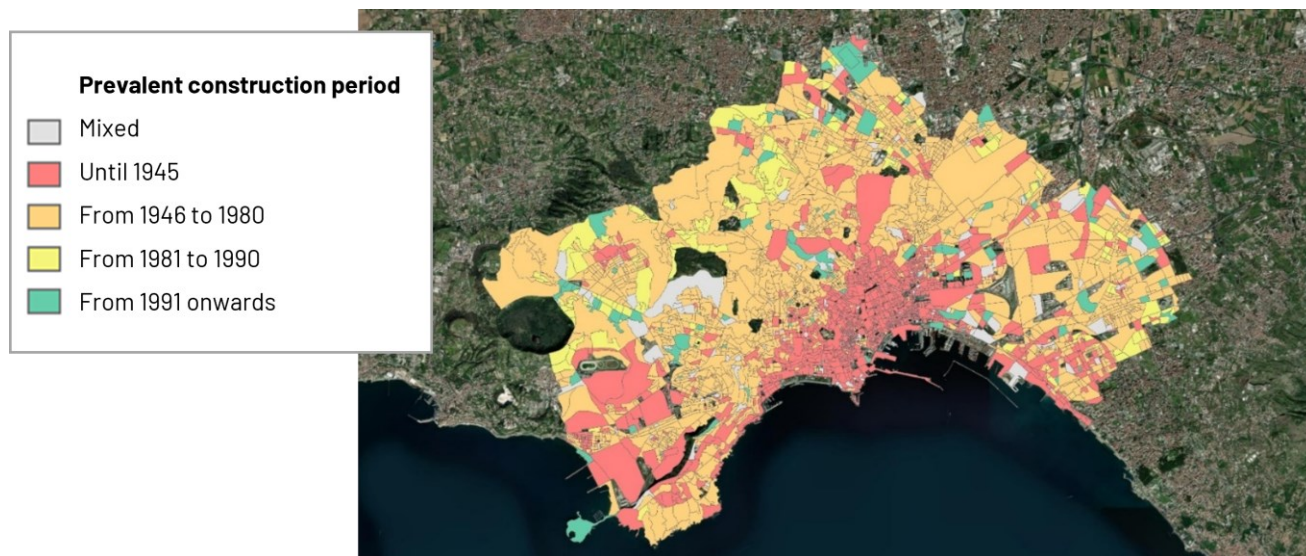 Prevalent construction period
Mixed
Until 1945
From 1946 to 1980
From 1981 to 1990
From 1991 onwards